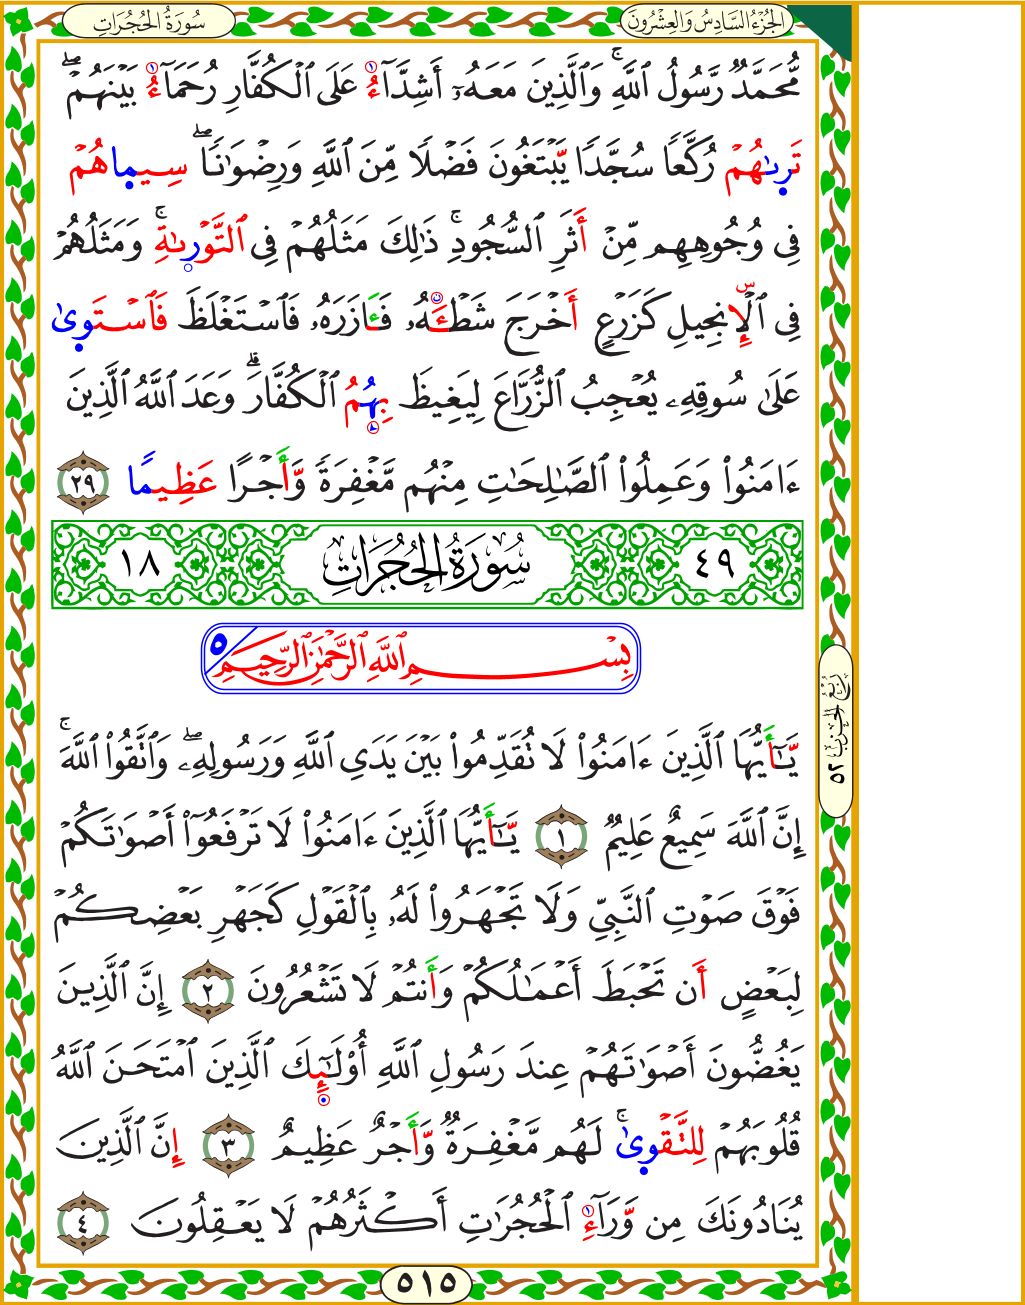 الجُزْءُ السَّادِسُ وَالعِشْرُونَ
سُورَةُ الحُجُرَاتِ
مُّحَمَّدٌ رَّسُولُ ٱللَّهِۚ وَٱلَّذِينَ مَعَهُۥٓ أَشِدَّآءُ عَلَى ٱلۡكُفَّارِ رُحَمَآءُ بَيۡنَهُمۡۖ
تَرىٰهُمۡ رُكَّعٗا سُجَّدٗا يَّبۡتَغُونَ فَضۡلٗا مِّنَ ٱللَّهِ وَرِضۡوَٰنٗاۖ سِيماهُمۡ
فِي وُجُوهِهِم مِّنۡ أَثَرِ ٱلسُّجُودِۚ ذَٰلِكَ مَثَلُهُمۡ فِي ٱلتَّوۡرىٰةِۚ وَمَثَلُهُمۡ
فِي ٱلۡإِنجِيلِ كَزَرۡعٍ أَخۡرَجَ شَطۡـَٔهُۥ فَـَٔازَرَهُۥ فَٱسۡتَغۡلَظَ فَٱسۡتَوىٰ
عَلَىٰ سُوقِهِۦ يُعۡجِبُ ٱلزُّرَّاعَ لِيَغِيظَ بِهُمُ ٱلۡكُفَّارَۗ وَعَدَ ٱللَّهُ ٱلَّذِينَ
ءَامَنُواْ وَعَمِلُواْ ٱلصَّٰلِحَٰتِ مِنۡهُم مَّغۡفِرَةٗ وَّأَجۡرًا عَظِيمًا ٢٩
٤٩ سُورَةُ الحُجُرَاتِ ١٨
بِسۡمِ ٱللَّهِ ٱلرَّحۡمَٰنِ ٱلرَّحِيمِ ٥
يَّٰٓأَيُّهَا ٱلَّذِينَ ءَامَنُواْ لَا تُقَدِّمُواْ بَيۡنَ يَدَيِ ٱللَّهِ وَرَسُولِهِۦۖ وَٱتَّقُواْ ٱللَّهَۚ
إِنَّ ٱللَّهَ سَمِيعٌ عَلِيمٞ ١ يَّٰٓأَيُّهَا ٱلَّذِينَ ءَامَنُواْ لَا تَرۡفَعُوٓاْ أَصۡوَٰتَكُمۡ
فَوۡقَ صَوۡتِ ٱلنَّبِيِّ وَلَا تَجۡهَرُواْ لَهُۥ بِٱلۡقَوۡلِ كَجَهۡرِ بَعۡضِكُمۡ
لِبَعۡضٍ أَن تَحۡبَطَ أَعۡمَٰلُكُمۡ وَأَنتُمۡ لَا تَشۡعُرُونَ ٢ إِنَّ ٱلَّذِينَ
يَغُضُّونَ أَصۡوَٰتَهُمۡ عِندَ رَسُولِ ٱللَّهِ أُوْلَٰٓئِكَ ٱلَّذِينَ ٱمۡتَحَنَ ٱللَّهُ
قُلُوبَهُمۡ لِلتَّقۡوىٰۚ لَهُم مَّغۡفِرَةٞ وَّأَجۡرٌ عَظِيمٌ ٣ إِنَّ ٱلَّذِينَ
يُنَادُونَكَ مِن وَّرَآءِ ٱلۡحُجُرَٰتِ أَكۡثَرُهُمۡ لَا يَعۡقِلُونَ ٤
رُبْعُ الحِزْبِ ٥٢
٥١٥